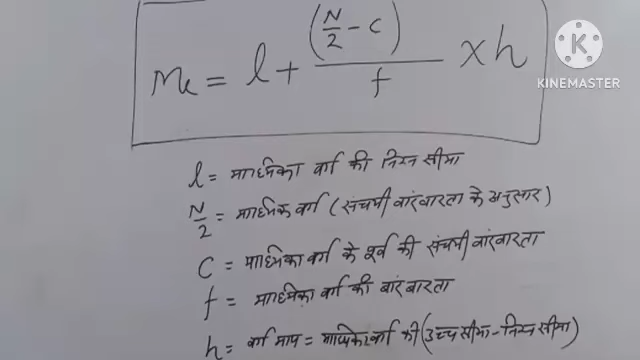 Me = l + (N/2 - C) / f × h
K
KINEMASTER
l = माध्यिका वर्ग की निम्न सीमा
N/2 = माध्यिक वर्ग (संचयी बारंबारता के अनुसार)
C = माध्यिका वर्ग के पूर्व की संचयी बारंबारता
f = माध्यिका वर्ग की बारंबारता
h = वर्ग माप = माध्यिका वर्ग की (उच्च सीमा - निम्न सीमा)